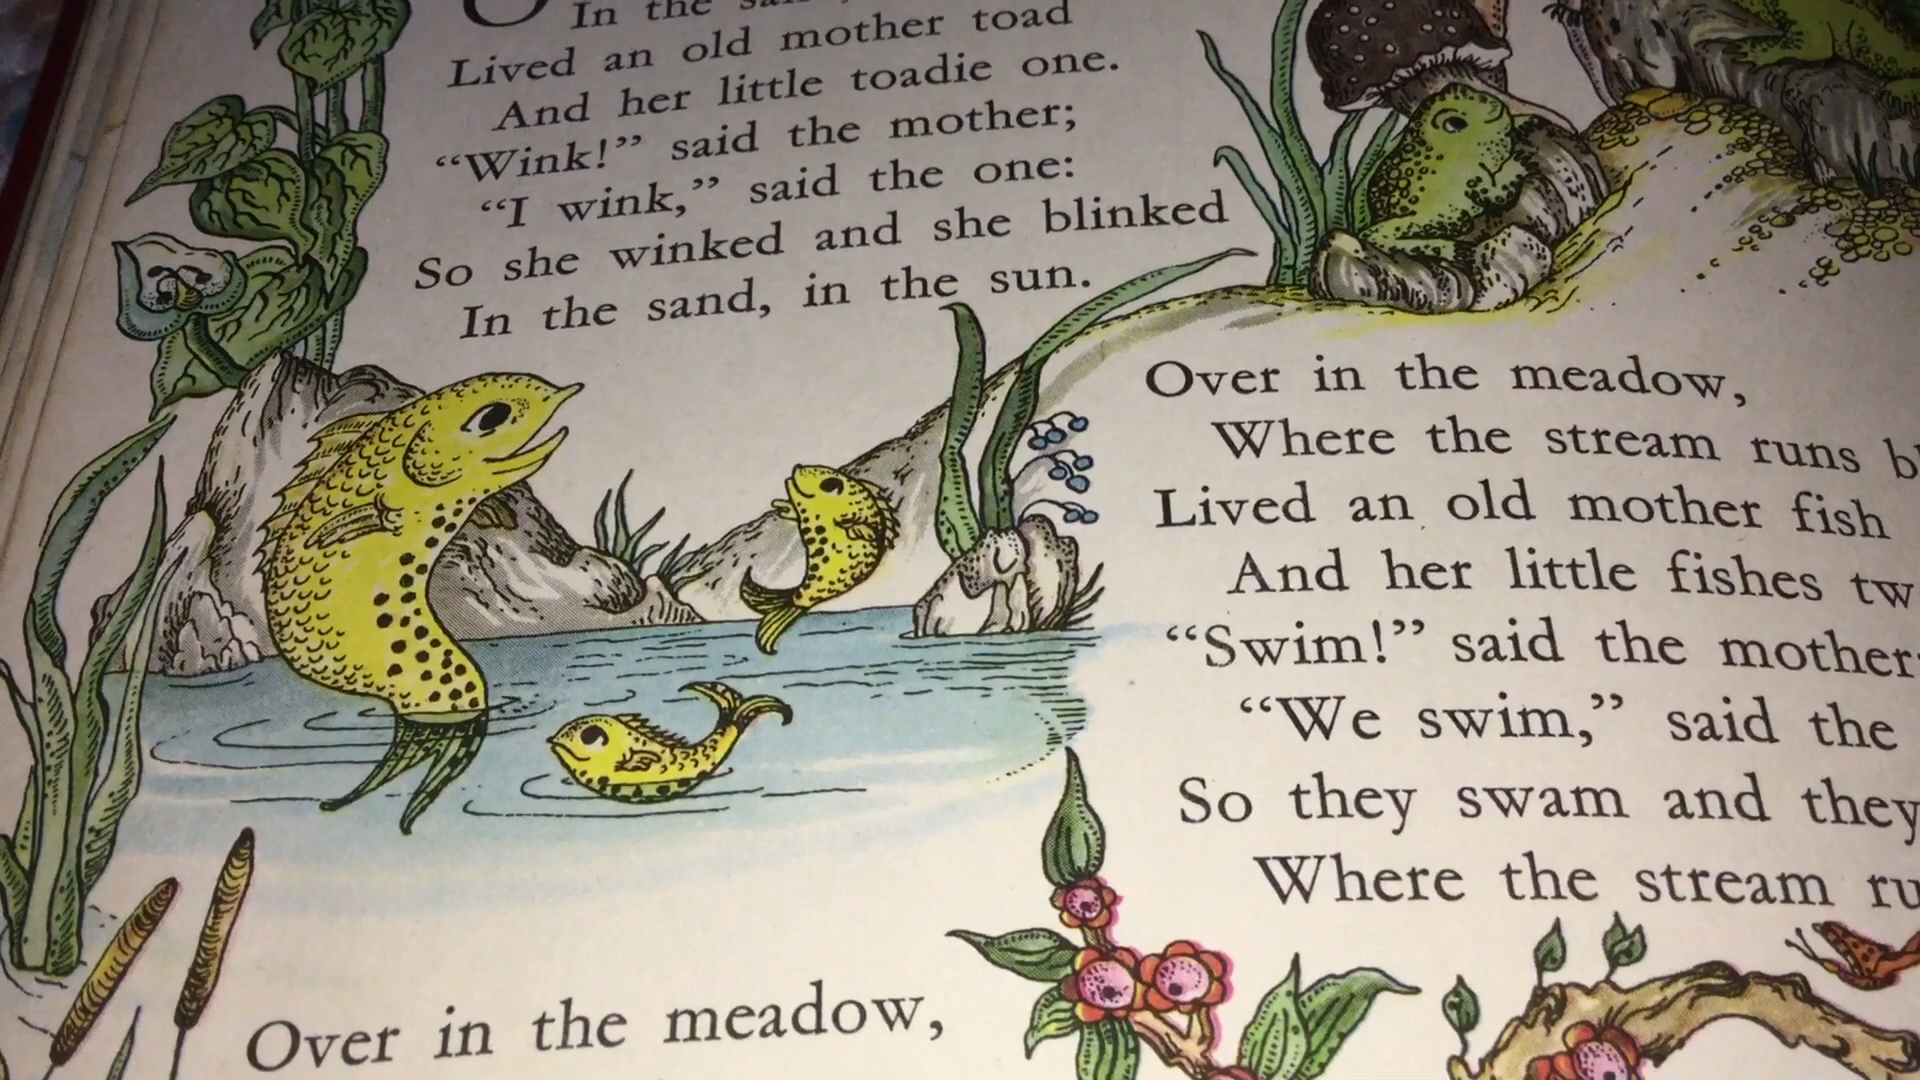 In the
Lived an old mother toad
And her little toadie one.
“Wink!” said the mother;
“I wink,” said the one:
So she winked and she blinked
In the sand, in the sun.
Over in the meadow,
Where the stream runs
Lived an old mother fish
And her little fishes
“Swim!” said the mother
“We swim,” said the
So they swam and they
Where the stream
Over in the meadow,